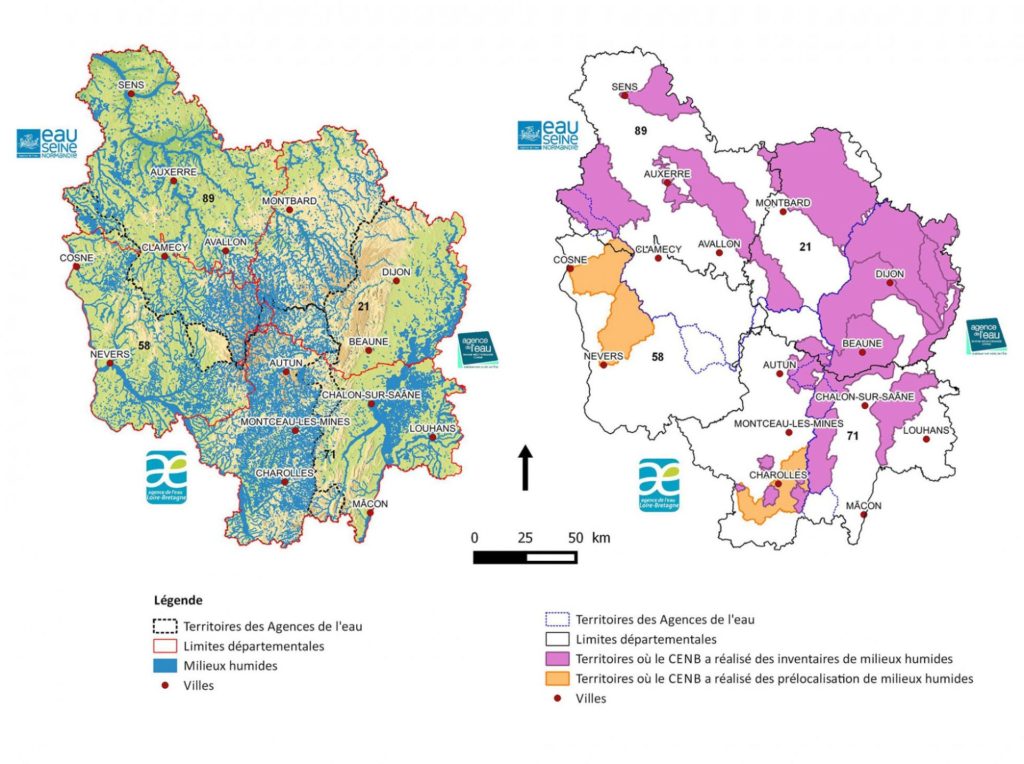 SENS
eau
SEINE
NORMANDIE
AUXERRE
89
MONTBARD
CLAMECY
AVALLON
COSNE
DIJON
21
58
NEVERS
BEAUNE
AUTUN
agence
de l'eau
CHALON-SUR-SAÂNE
MONTCEAU-LES-MINES
LOUHANS
71
CHAROLLES
agence de l'eau
Loire-Bretagne
MÂCON
SENS
eau
SEINE
NORMANDIE
89
AUXERRE
MONTBARD
CLAMECY
AVALLON
21
COSNE
DIJON
BEAUNE
agence
de l'eau
NEVERS
58
AUTUN
CHALON-SUR-SAÂNE
MONTCEAU-LES-MINES
71
LOUHANS
CHAROLLES
agence de l'eau
Loire-Bretagne
MÂCON
0 25 50 km
Légende
Territoires des Agences de l'eau
Limites départementales
Milieux humides
Villes
Territoires des Agences de l'eau
Limites départementales
Territoires où le CENB a réalisé des inventaires de milieux humides
Territoires où le CENB a réalisé des prélocalisation de milieux humides
Villes